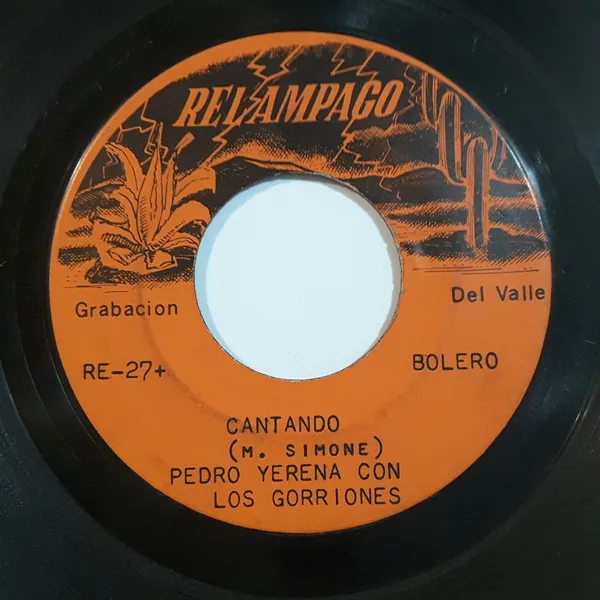 RELAMPAGO
Grabacion
Del Valle
RE-27+
BOLERO
CANTANDO
(M. SIMONE)
PEDRO YERENA CON
LOS GORRIONES